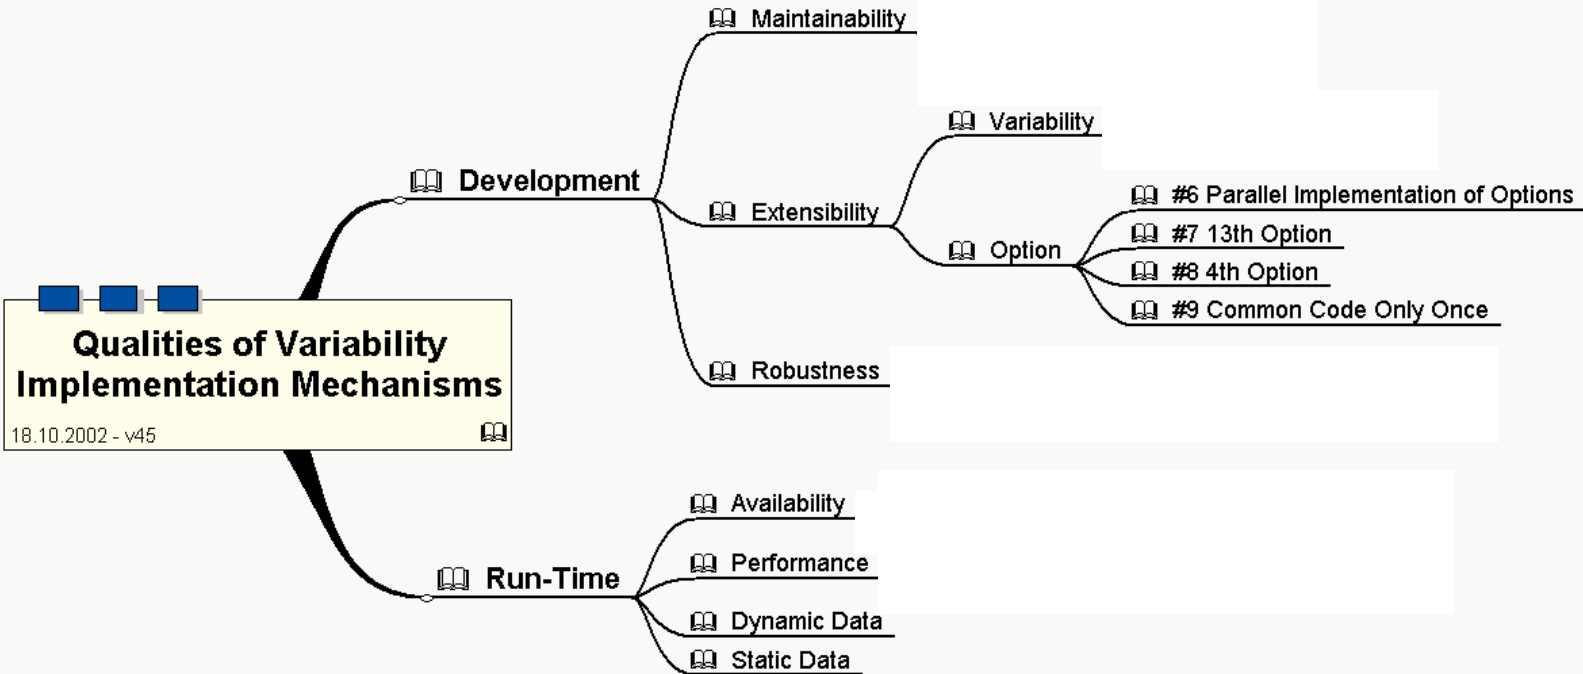 Maintainability
Variability
Development
#6 Parallel Implementation of Options
Extensibility
#7 13th Option
Option
#8 4th Option
#9 Common Code Only Once
Qualities of Variability
Implementation Mechanisms
Robustness
18.10.2002 - v45
Availability
Performance
Run-Time
Dynamic Data
Static Data